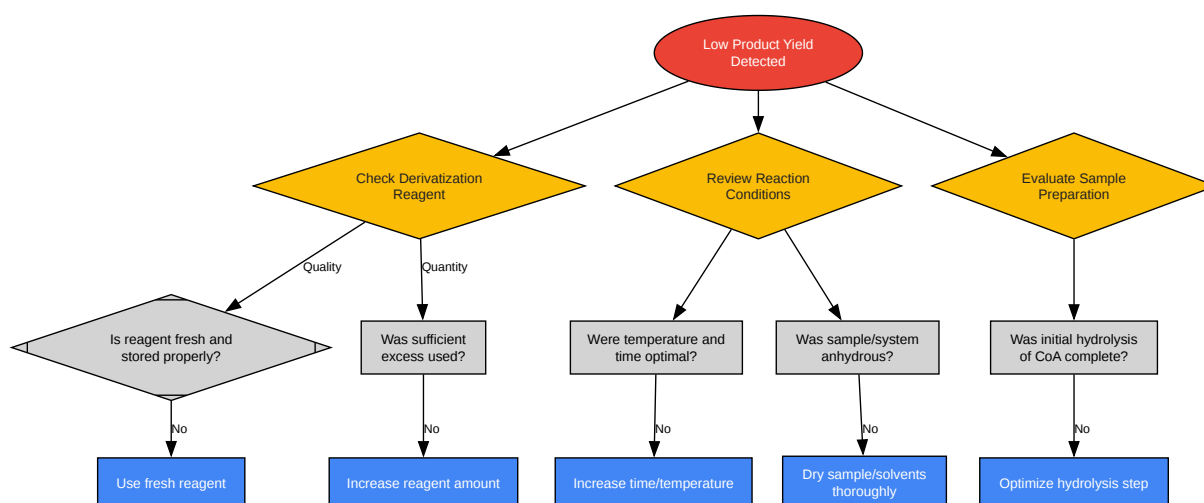 Low Product Yield
Detected
Check Derivatization
Reagent
Review Reaction
Conditions
Evaluate Sample
Preparation
Quality
Quantity
Is reagent fresh and
stored properly?
Was sufficient
excess used?
Were temperature and
time optimal?
Was sample/system
anhydrous?
Was initial hydrolysis
of CoA complete?
No
No
No
No
No
Use fresh reagent
Increase reagent amount
Increase time/temperature
Dry sample/solvents
thoroughly
Optimize hydrolysis step